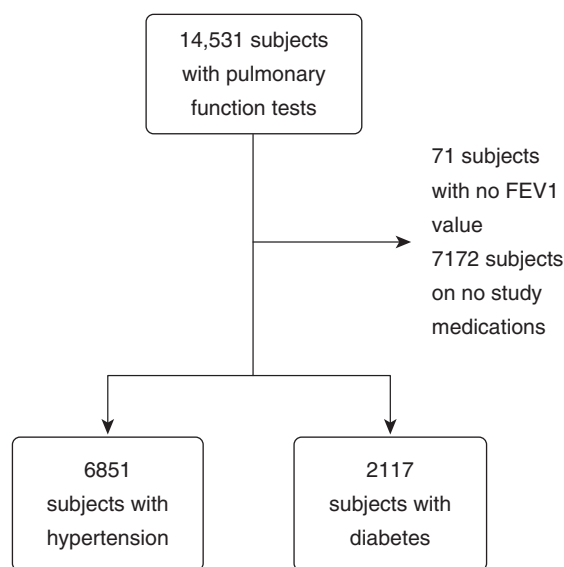 14,531 subjects
with pulmonary
function tests
71 subjects
with no FEV1
value
7172 subjects
on no study
medications
6851
subjects with
hypertension
2117
subjects with
diabetes